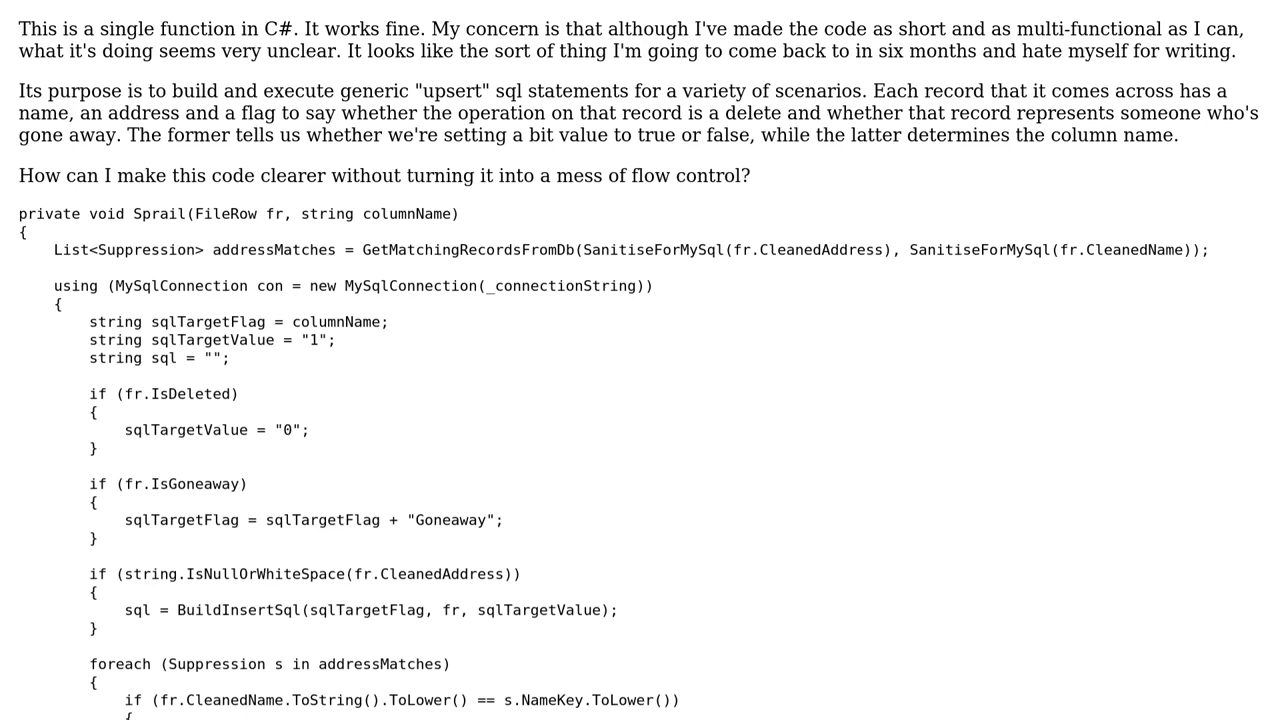 This is a single function in C#. It works fine. My concern is that although I've made the code as short and as multi-functional as I can,
what it's doing seems very unclear. It looks like the sort of thing I'm going to come back to in six months and hate myself for writing.
Its purpose is to build and execute generic "upsert" sql statements for a variety of scenarios. Each record that it comes across has a
name, an address and a flag to say whether the operation on that record is a delete and whether that record represents someone who's
gone away. The former tells us whether we're setting a bit value to true or false, while the latter determines the column name.
How can I make this code clearer without turning it into a mess of flow control?
private void Sprail(FileRow fr, string columnName)
{
    List<Suppression> addressMatches = GetMatchingRecordsFromDb(SanitiseForMySql(fr.CleanedAddress), SanitiseForMySql(fr.CleanedName));
    using (MySqlConnection con = new MySqlConnection(_connectionString))
    {
        string sqlTargetFlag = columnName;
        string sqlTargetValue = "1";
        string sql = "";
        if (fr.IsDeleted)
        {
            sqlTargetValue = "0";
        }
        if (fr.IsGoneaway)
        {
            sqlTargetFlag = sqlTargetFlag + "Goneaway";
        }
        if (string.IsNullOrWhiteSpace(fr.CleanedAddress))
        {
            sql = BuildInsertSql(sqlTargetFlag, fr, sqlTargetValue);
        }
        foreach (Suppression s in addressMatches)
        {
            if (fr.CleanedName.ToString().ToLower() == s.NameKey.ToLower())
            {